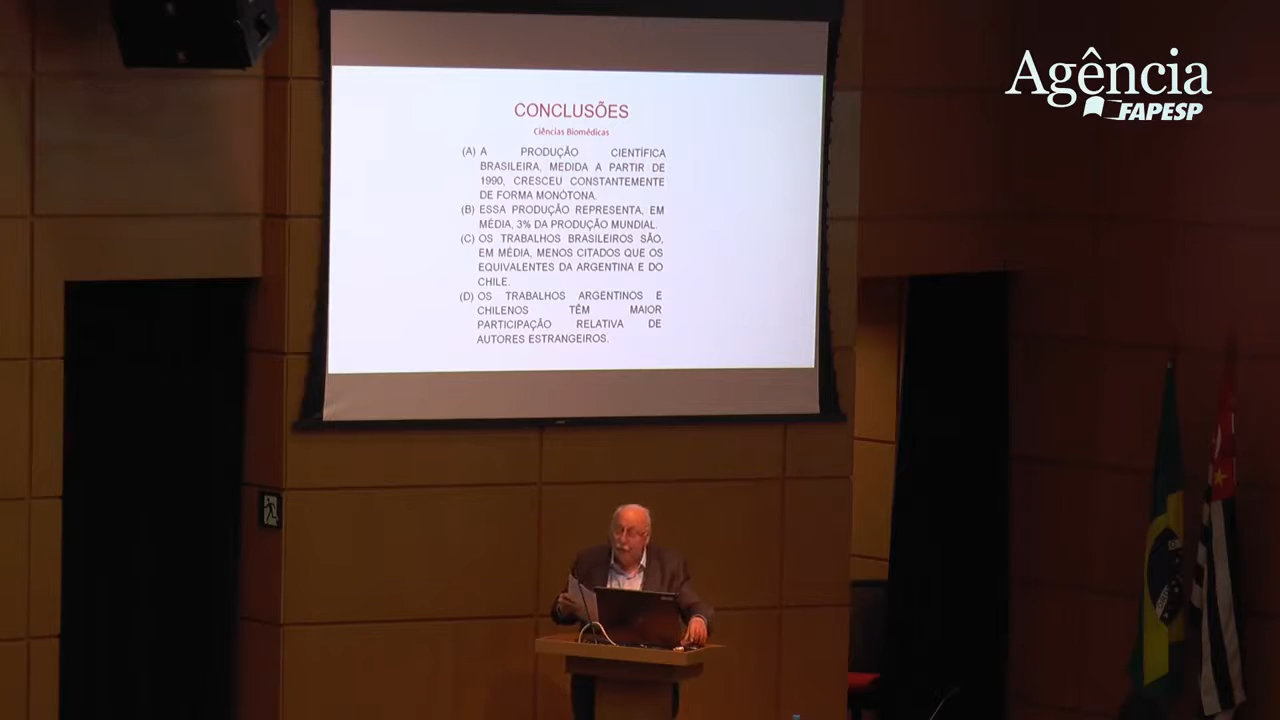 Agência
FAPESP
CONCLUSÕES
Ciências Biomédicas
(A) A PRODUÇÃO CIENTÍFICA
BRASILEIRA, MEDIDA A PARTIR DE
1990, CRESCEU CONSTANTEMENTE
DE FORMA MONÓTONA.
(B) ESSA PRODUÇÃO REPRESENTA, EM
MÉDIA, 3% DA PRODUÇÃO MUNDIAL.
(C) OS TRABALHOS BRASILEIROS SÃO,
EM MÉDIA, MENOS CITADOS QUE OS
EQUIVALENTES DA ARGENTINA E DO
CHILE.
(D) OS TRABALHOS ARGENTINOS E
CHILENOS TÊM MAIOR
PARTICIPAÇÃO RELATIVA DE
AUTORES ESTRANGEIROS.